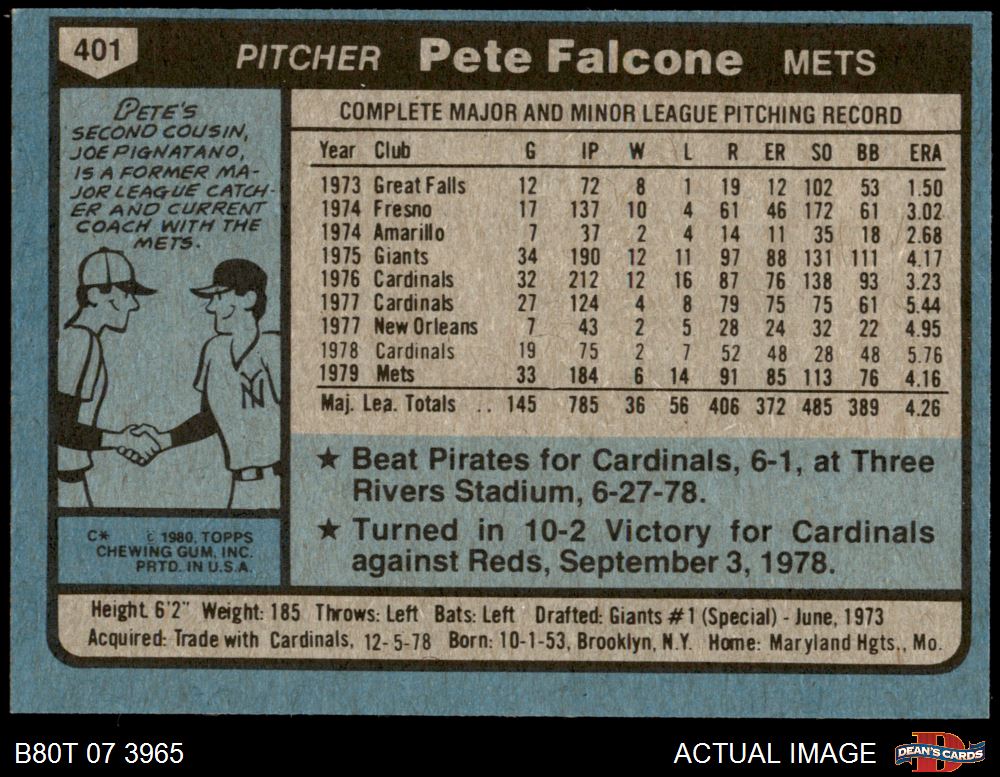 401 PITCHER Pete Falcone METS
PETE'S
SECOND COUSIN,
JOE PIGNATANO,
IS A FORMER MA-
JOR LEAGUE CATCH-
ER AND CURRENT
COACH WITH THE
METS.
NY
C* © 1980, TOPPS
CHEWING GUM, INC.
PRTD. IN U.S.A.
COMPLETE MAJOR AND MINOR LEAGUE PITCHING RECORD
Year Club G IP W L R ER SO BB ERA
1973 Great Falls 12 72 8 1 19 12 102 53 1.50
1974 Fresno 17 137 10 4 61 46 172 61 3.02
1974 Amarillo 7 37 2 4 14 11 35 18 2.68
1975 Giants 34 190 12 11 97 88 131 111 4.17
1976 Cardinals 32 212 12 16 87 76 138 93 3.23
1977 Cardinals 27 124 4 8 79 75 75 61 5.44
1977 New Orleans 7 43 2 5 28 24 32 22 4.95
1978 Cardinals 19 75 2 7 52 48 28 48 5.76
1979 Mets 33 184 6 14 91 85 113 76 4.16
Maj. Lea. Totals .. 145 785 36 56 406 372 485 389 4.26
★ Beat Pirates for Cardinals, 6-1, at Three
Rivers Stadium, 6-27-78.
★ Turned in 10-2 Victory for Cardinals
against Reds, September 3, 1978.
Height: 6'2" Weight: 185 Throws: Left Bats: Left Drafted: Giants #1 (Special) - June, 1973
Acquired: Trade with Cardinals, 12-5-78 Born: 10-1-53, Brooklyn, N.Y. Home: Maryland Hgts., Mo.
B80T 07 3965 ACTUAL IMAGE D DEAN'S CARDS